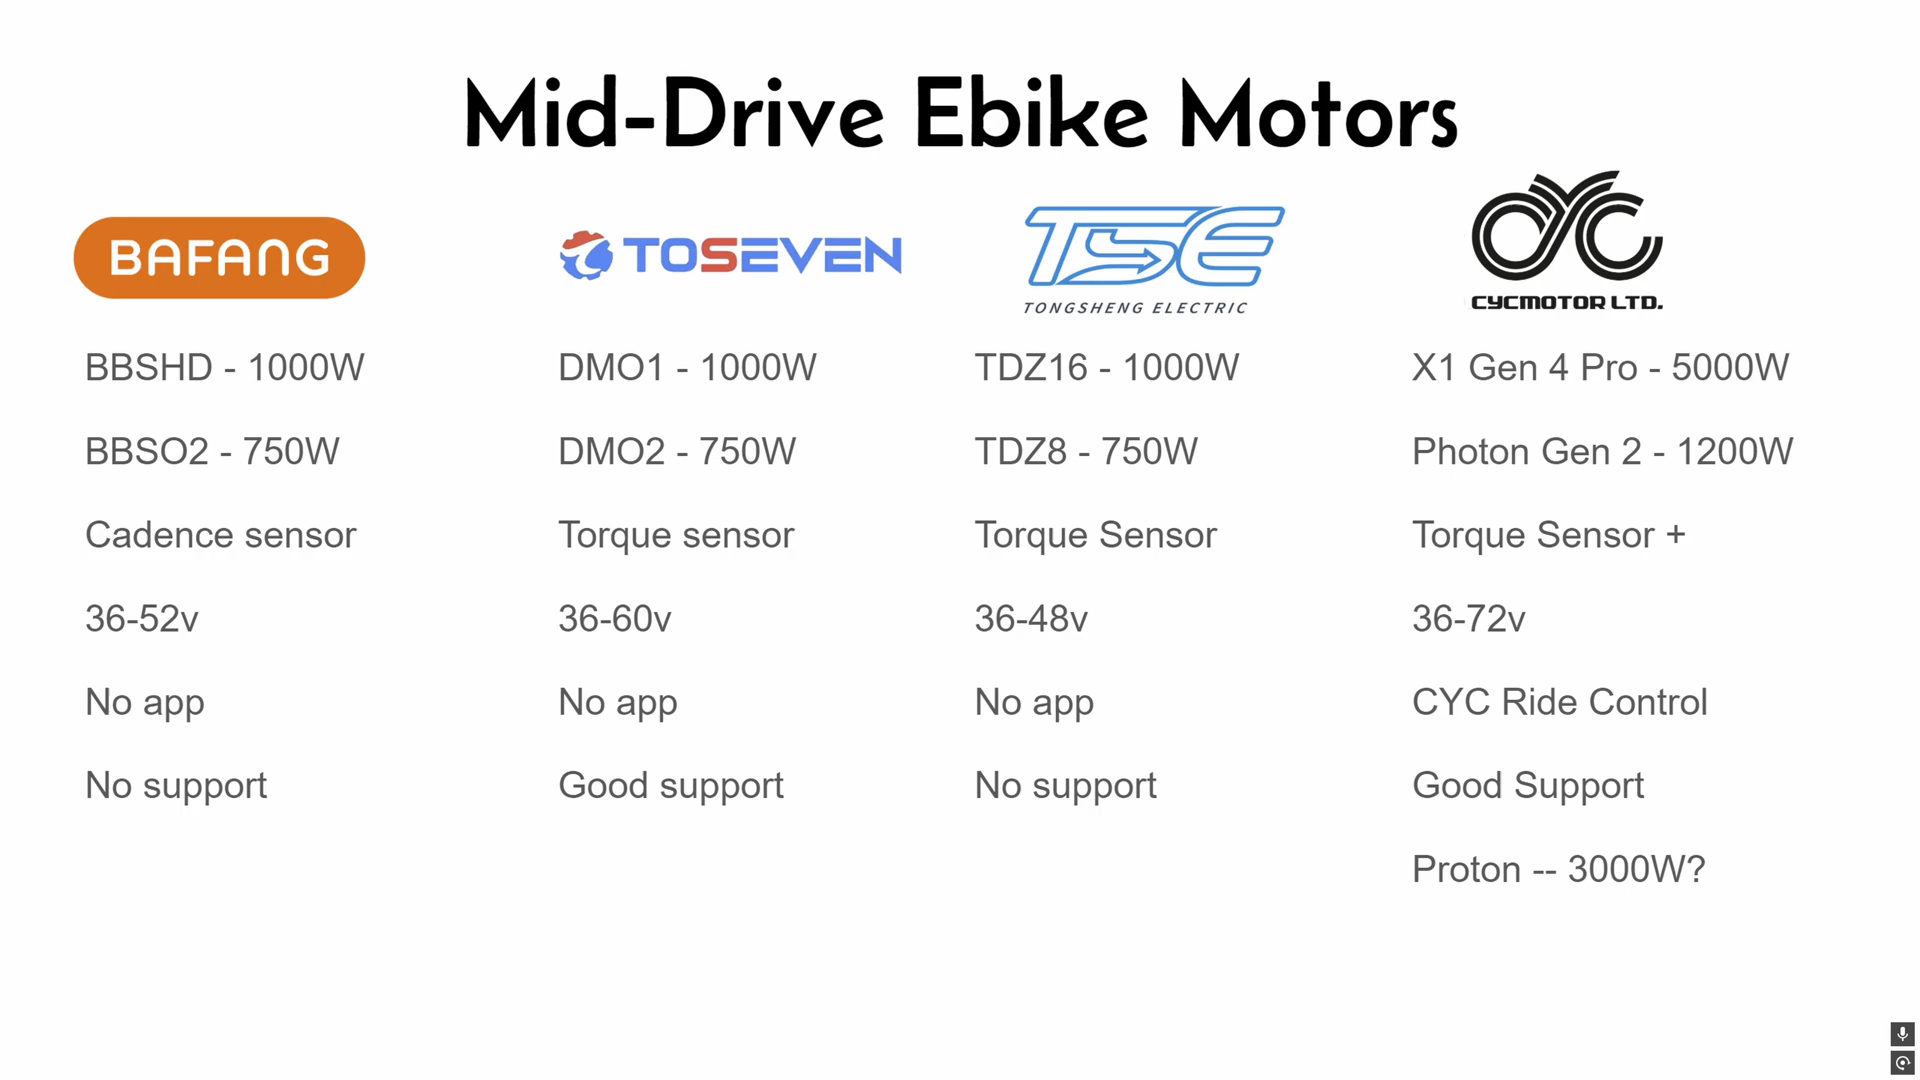 Mid-Drive Ebike Motors
BAFANG
BBSHD - 1000W
BBSO2 - 750W
Cadence sensor
36-52v
No app
No support
TOSEVEN
DMO1 - 1000W
DMO2 - 750W
Torque sensor
36-60v
No app
Good support
TSE
TONGSHENG ELECTRIC
TDZ16 - 1000W
TDZ8 - 750W
Torque Sensor
36-48v
No app
No support
CYC
CYCMOTOR LTD.
X1 Gen 4 Pro - 5000W
Photon Gen 2 - 1200W
Torque Sensor +
36-72v
CYC Ride Control
Good Support
Proton -- 3000W?